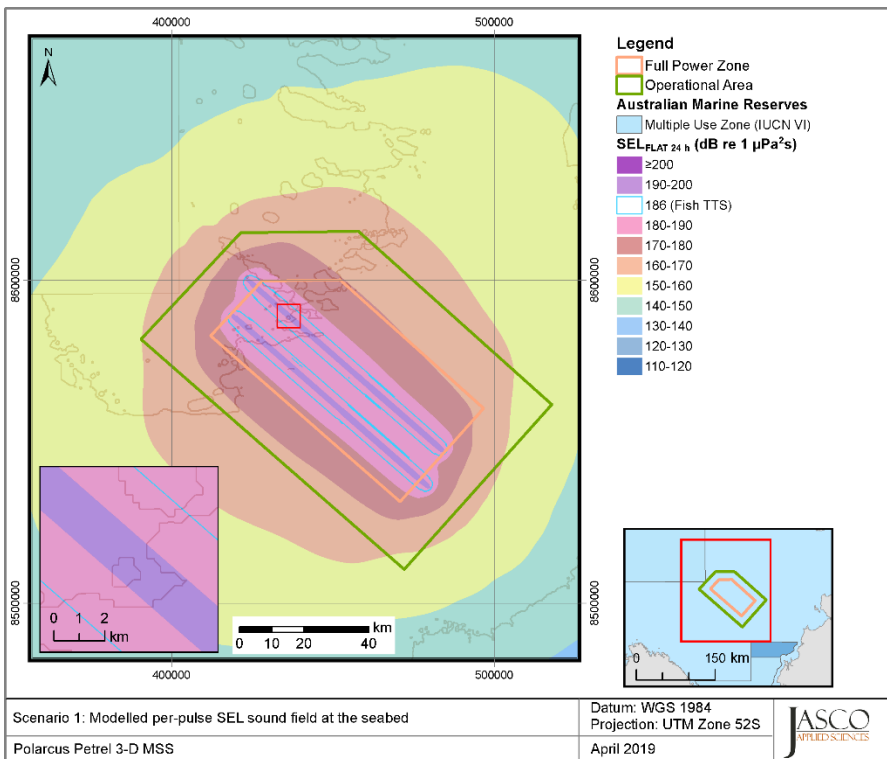 400000
500000
N
8600000
8600000
8500000
8500000
0 1 2
km
0 10 20 40
km
400000
500000
Legend
Full Power Zone
Operational Area
Australian Marine Reserves
Multiple Use Zone (IUCN VI)
SELFLAT 24 h (dB re 1 µPa²s)
≥200
190-200
186 (Fish TTS)
180-190
170-180
160-170
150-160
140-150
130-140
120-130
110-120
0 150 km
Scenario 1: Modelled per-pulse SEL sound field at the seabed
Polarcus Petrel 3-D MSS
Datum: WGS 1984
Projection: UTM Zone 52S
April 2019
JASCO
APPLIED SCIENCES